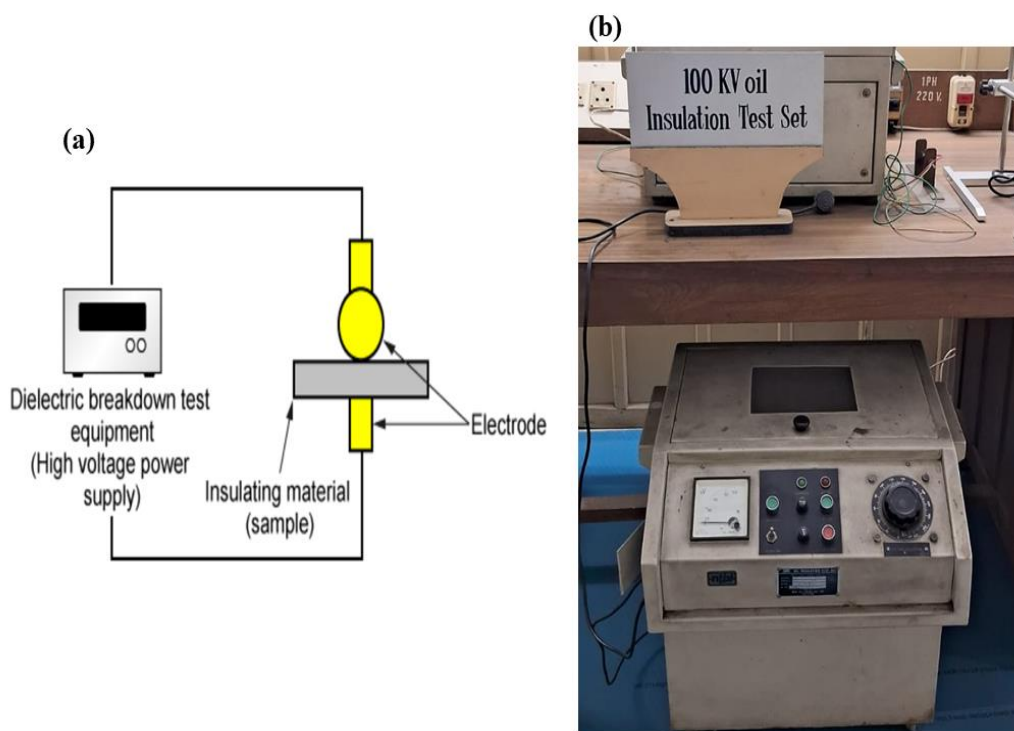 (a)
Dielectric breakdown test
equipment
(High voltage power
supply)
Insulating material
(sample)
Electrode
(b)
100 KV oil
Insulation Test Set
1PH
220 V.